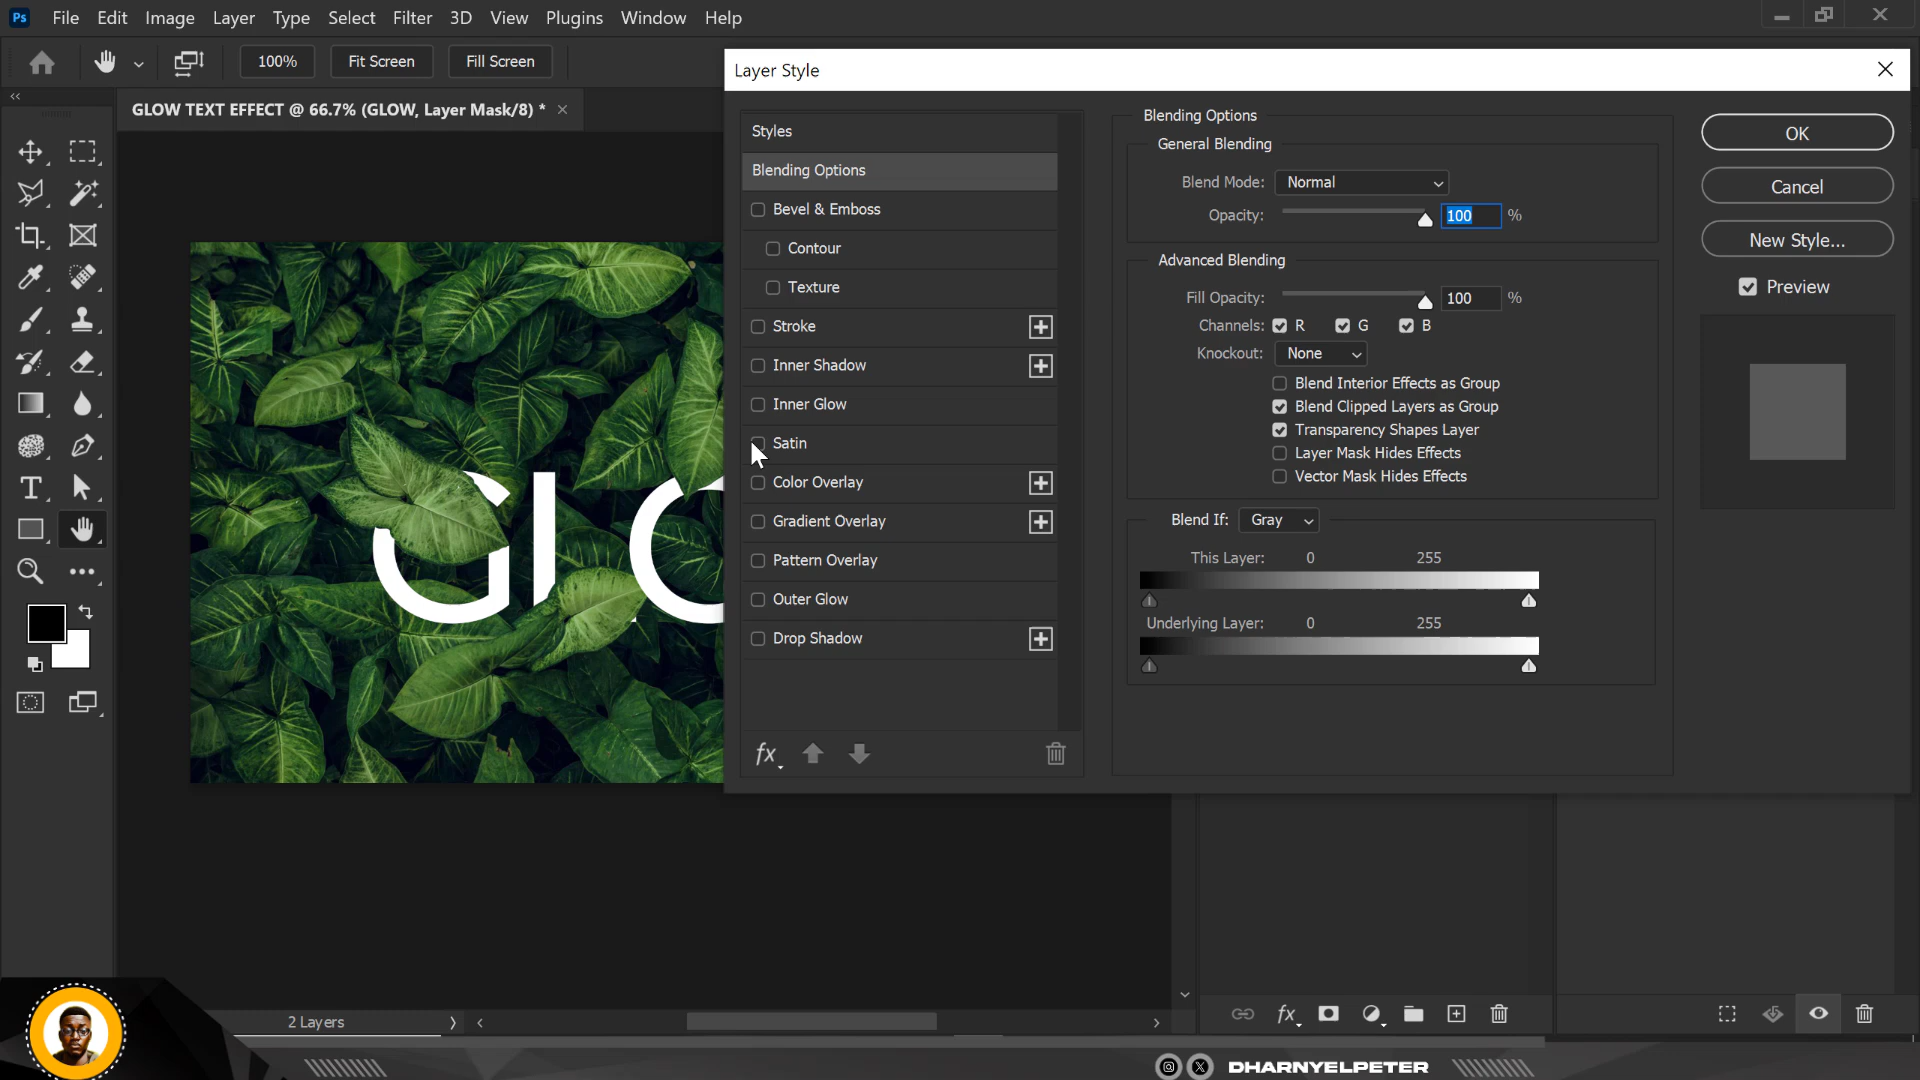 Ps File Edit Image Layer Type Select Filter 3D View Plugins Window Help
100% Fit Screen Fill Screen
GLOW TEXT EFFECT @ 66.7% (GLOW, Layer Mask/8) *
Layer Style
Styles
Blending Options
Bevel & Emboss
Contour
Texture
Stroke
Inner Shadow
Inner Glow
Satin
Color Overlay
Gradient Overlay
Pattern Overlay
Outer Glow
Drop Shadow
fx
Blending Options
General Blending
Blend Mode: Normal
Opacity: 100 %
Advanced Blending
Fill Opacity: 100 %
Channels: R G B
Knockout: None
Blend Interior Effects as Group
Blend Clipped Layers as Group
Transparency Shapes Layer
Layer Mask Hides Effects
Vector Mask Hides Effects
Blend If: Gray
This Layer: 0 255
Underlying Layer: 0 255
OK
Cancel
New Style...
Preview
GLO
2 Layers
fx
DHARNYELPETER